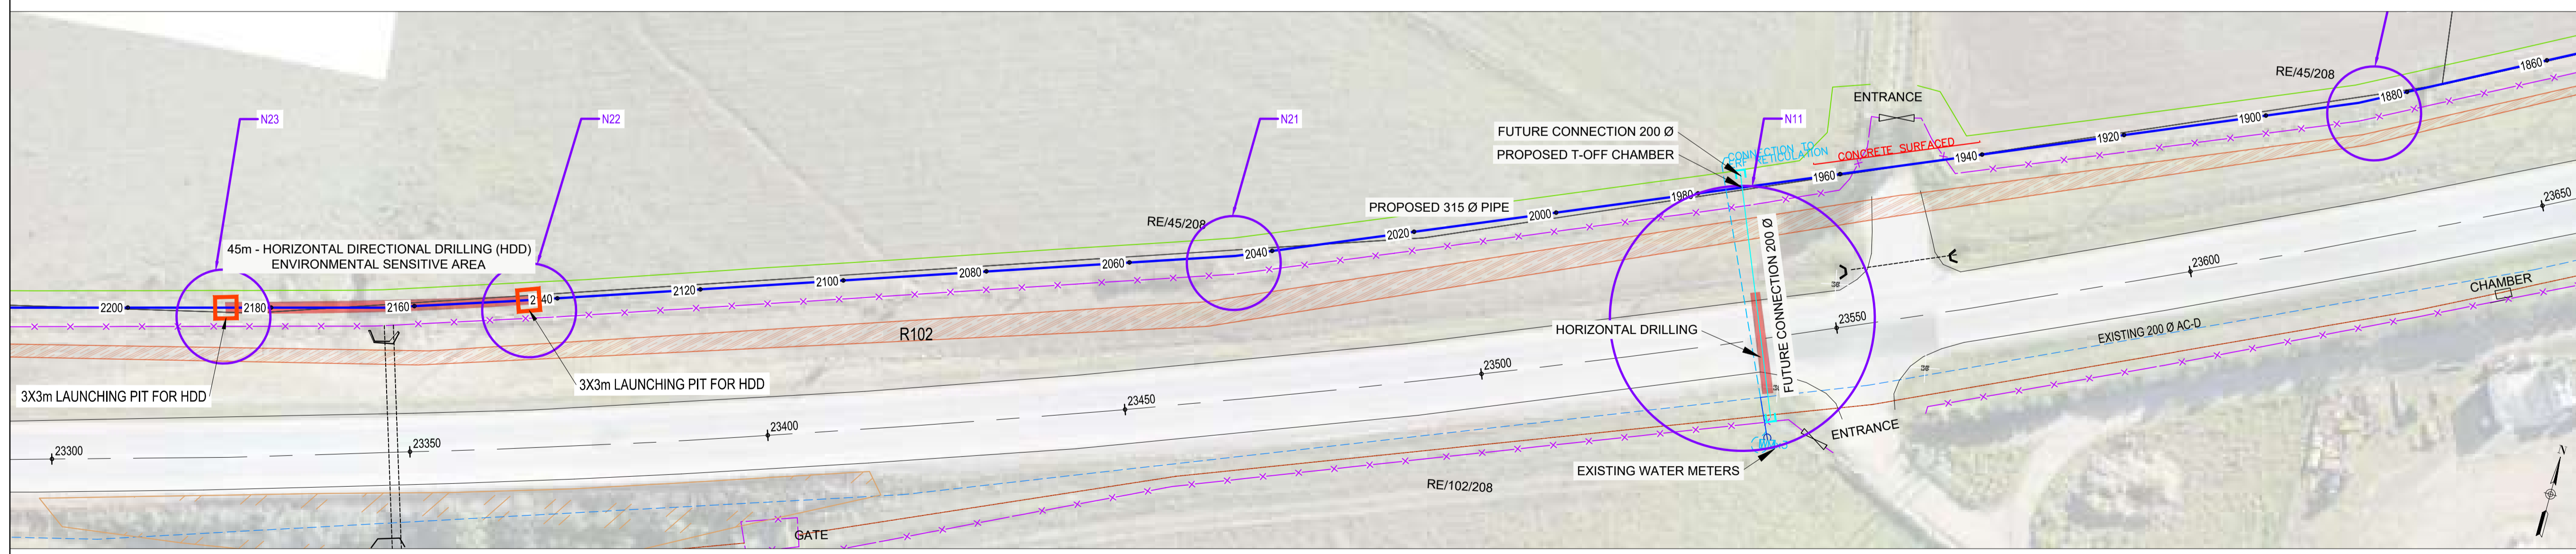 N23
N22
N21
N11
RE/45/208
1860
1880
1900
1920
1940
1960
1980
2000
2020
2040
2060
2080
2100
2120
2160
2180
2200
ENTRANCE
FUTURE CONNECTION 200 Ø
PROPOSED T-OFF CHAMBER
CONNECTION TO
RETICULATION
CONCRETE SURFACED
PROPOSED 315 Ø PIPE
RE/45/208
45m - HORIZONTAL DIRECTIONAL DRILLING (HDD)
ENVIRONMENTAL SENSITIVE AREA
3X3m LAUNCHING PIT FOR HDD
3X3m LAUNCHING PIT FOR HDD
R102
HORIZONTAL DRILLING
FUTURE CONNECTION 200 Ø
23650
23600
23550
23500
23450
23400
23350
23300
CHAMBER
EXISTING 200 Ø AC-D
ENTRANCE
EXISTING WATER METERS
RE/102/208
GATE
N